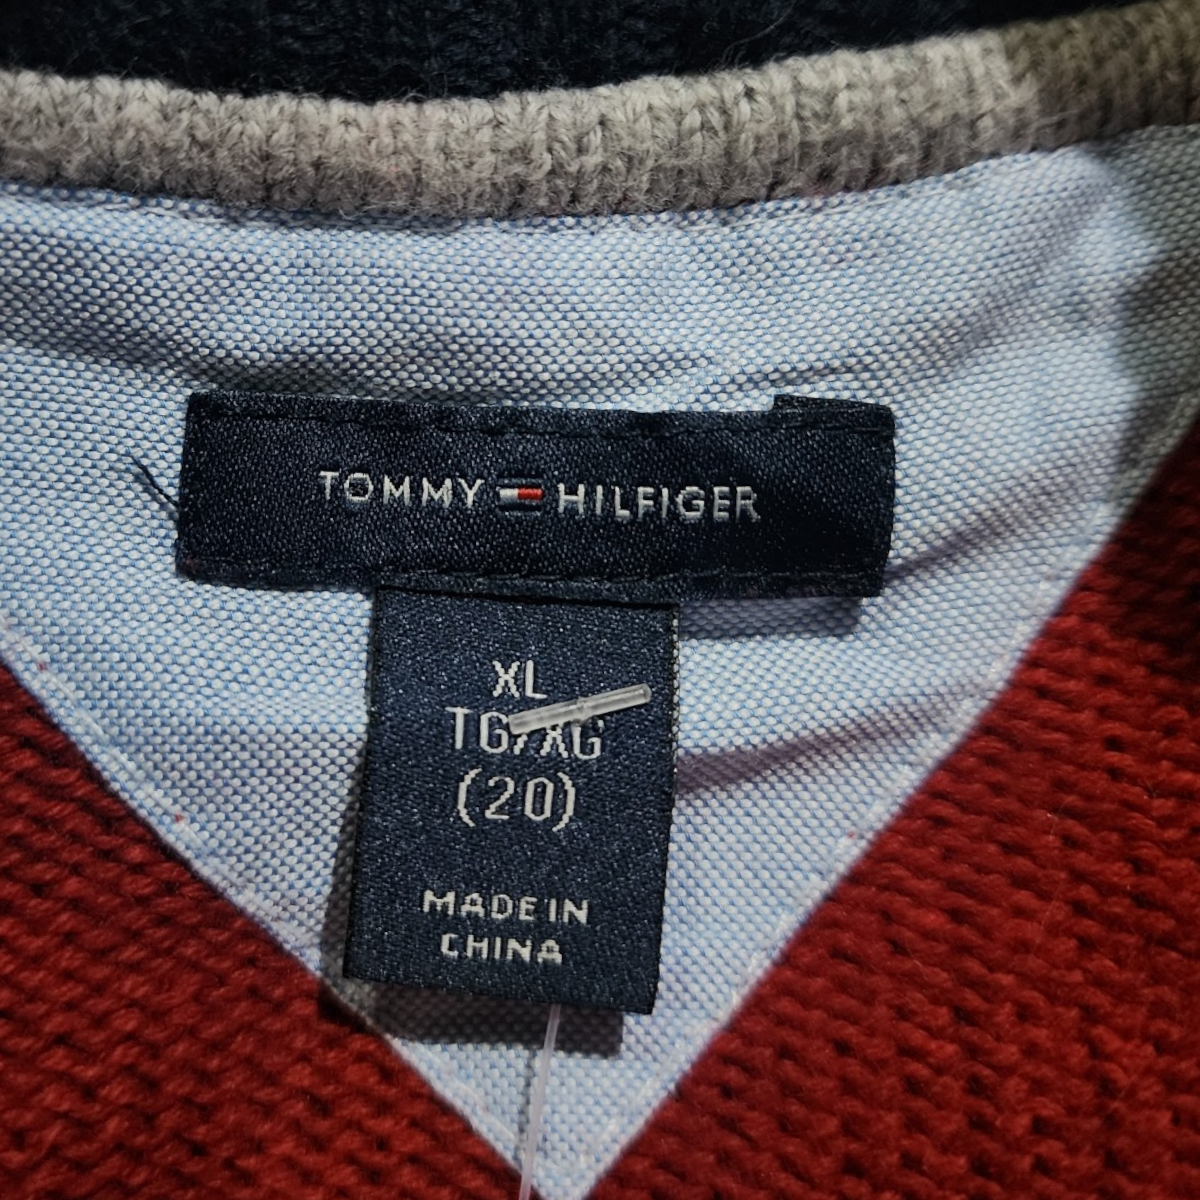 TOMMY HILFIGER
XL
TG/XG
(20)
MADE IN
CHINA